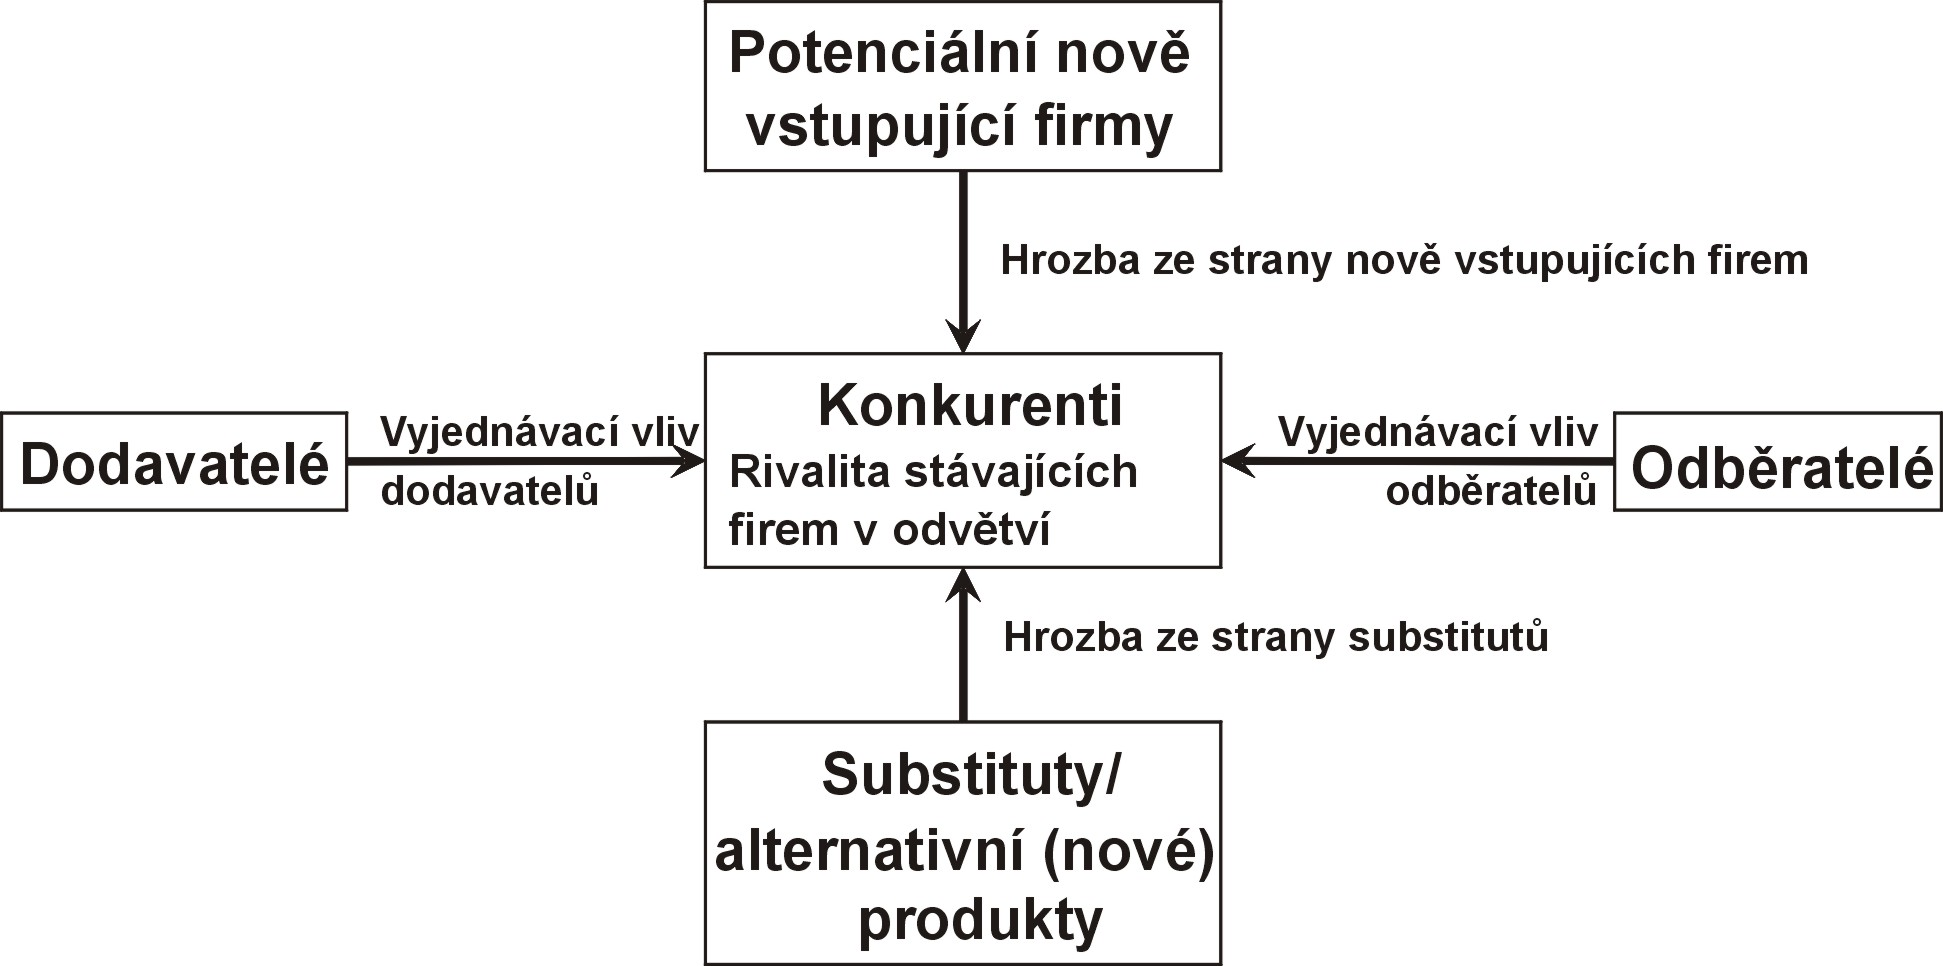 Potenciální nově
vstupující firmy
Hrozba ze strany nově vstupujících firem
Dodavatelé
Vyjednávací vliv
dodavatelů
Konkurenti
Rivalita stávajících
firem v odvětví
Vyjednávací vliv
odběratelů
Odběratelé
Hrozba ze strany substitutů
Substituty/
alternativní (nové)
produkty